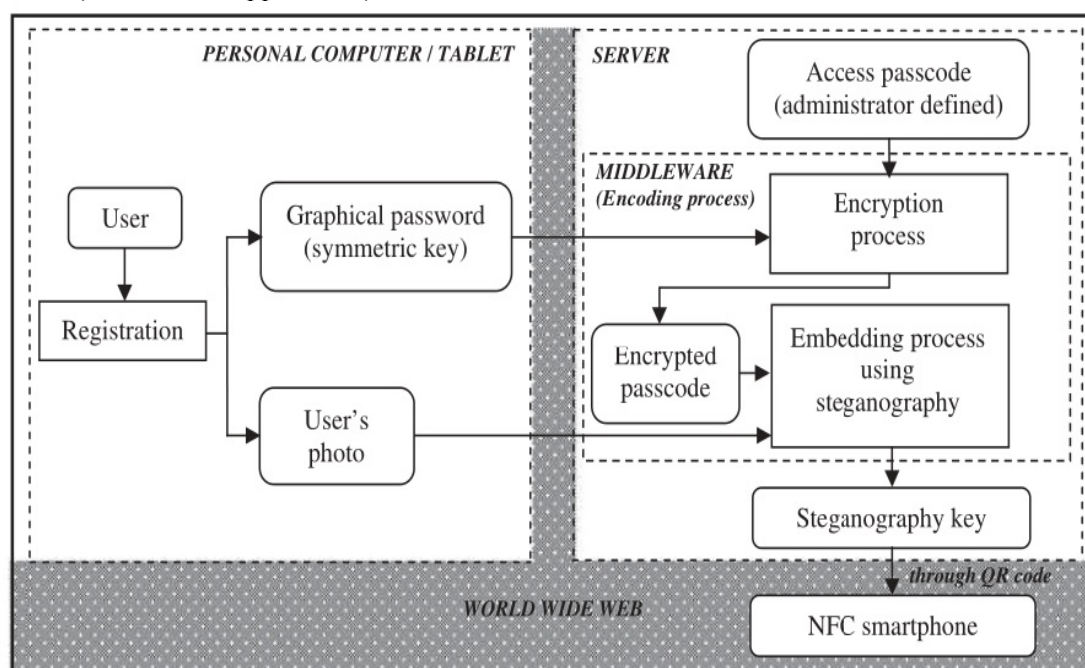 PERSONAL COMPUTER / TABLET
SERVER
Access passcode
(administrator defined)
MIDDLEWARE
(Encoding process)
User
Graphical password
(symmetric key)
Encryption
process
Registration
Encrypted
passcode
Embedding process
using
steganography
User's
photo
Steganography key
through QR code
WORLD WIDE WEB
NFC smartphone